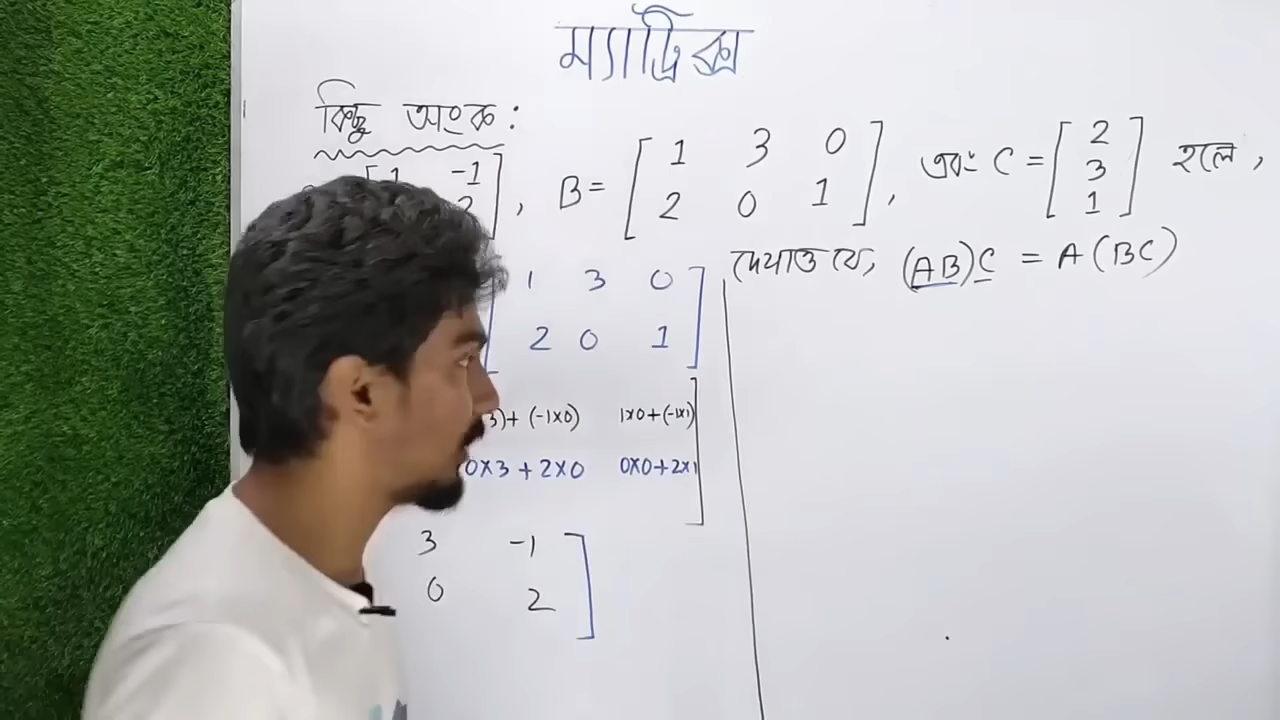 ম্যাট্রিক্স
কিছু অংক:
[1 -1], B = [1 3 0], এবং C = [2] হলে,
2 [2 0 1] [3]
[1]
দেখাও যে, (AB)C = A(BC)
1 3 0]
2 0 1]
3)+ (-1×0) 1×0+(-1×1)]
0×3+2×0 0×0+2×1]
3 -1]
0 2]